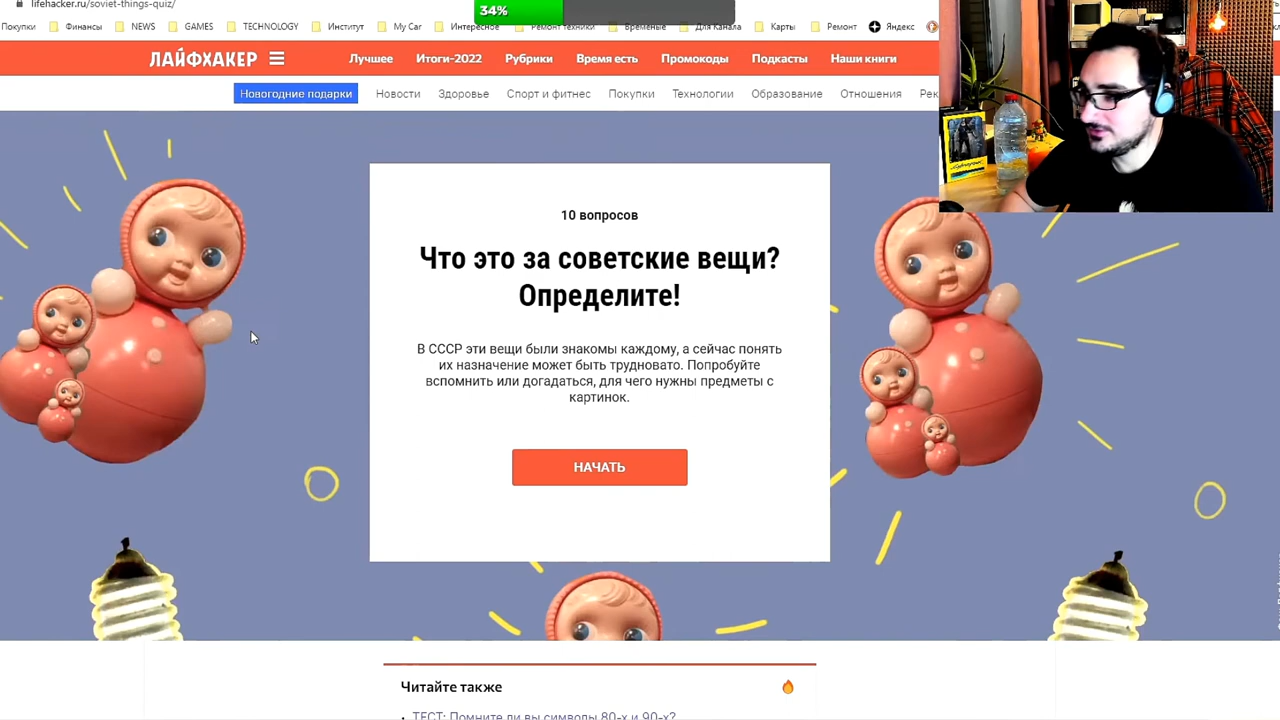 lifehacker.ru/soviet-things-quiz/
34%
Покупки Финансы NEWS GAMES TECHNOLOGY Институт My Car Интересное Ремонт техники Временные Для Канала Карты Ремонт Яндекс
ЛАЙФХАКЕР Лучшее Итоги-2022 Рубрики Время есть Промокоды Подкасты Наши книги
Новогодние подарки Новости Здоровье Спорт и фитнес Покупки Технологии Образование Отношения Рек
10 вопросов
Что это за советские вещи?
Определите!
В СССР эти вещи были знакомы каждому, а сейчас понять
их назначение может быть трудновато. Попробуйте
вспомнить или догадаться, для чего нужны предметы с
картинок.
НАЧАТЬ
Читайте также
• ТЕСТ: Помните ли вы символы 80-х и 90-х?